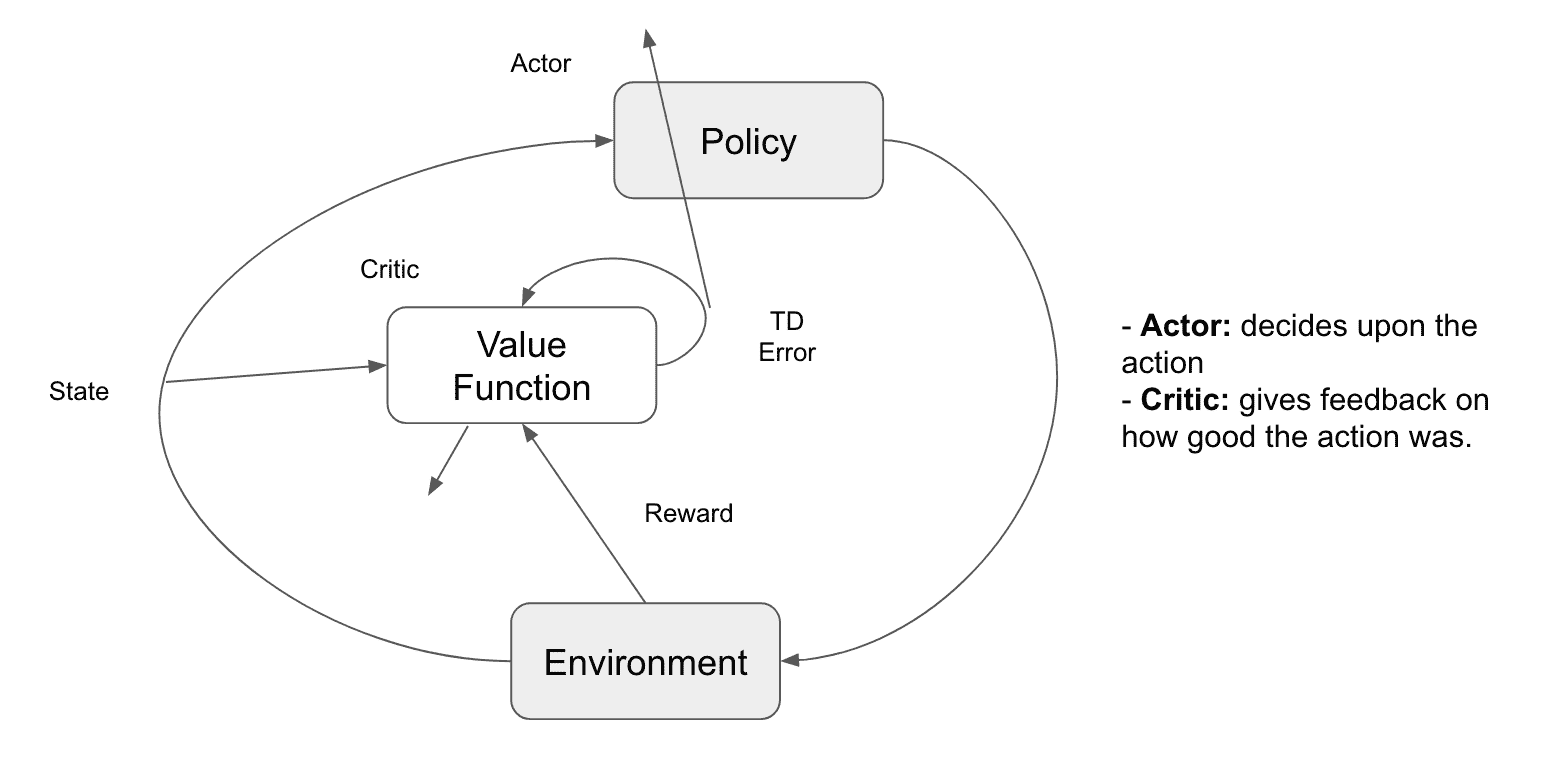 Actor
Policy
Critic
Value
Function
TD
Error
State
Reward
Environment
- Actor: decides upon the
action
- Critic: gives feedback on
how good the action was.